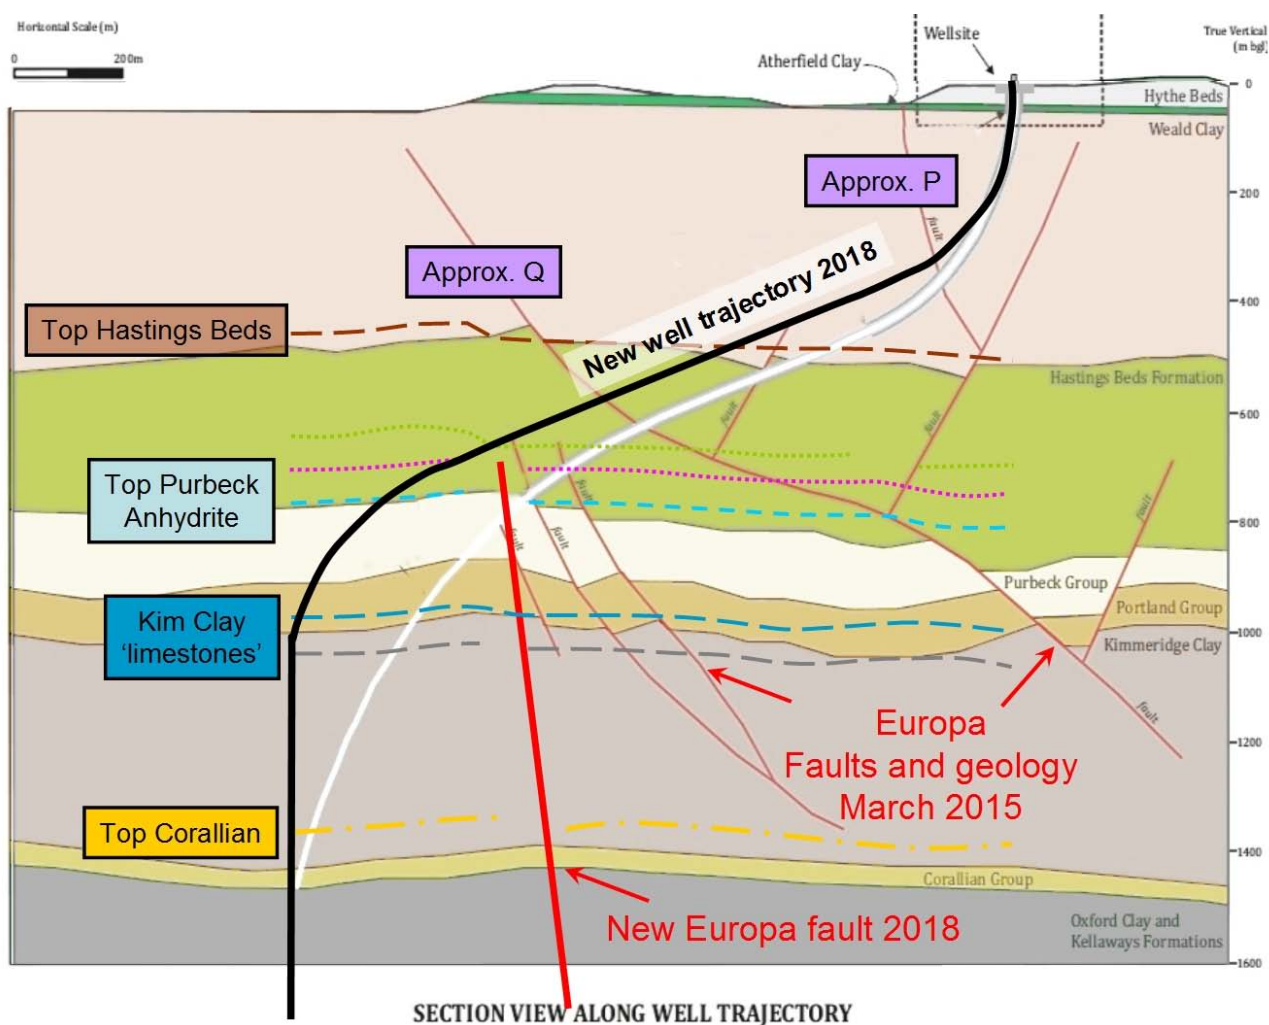 Horizontal Scale (m)
0
200m
Wellsite
Atherfield Clay
True Vertical
(m bgl)
0
Hythe Beds
Weald Clay
Approx. P
200
fault
Approx. Q
New well trajectory 2018
400
Top Hastings Beds
Hastings Beds Formation
fault
fault
600
Top Purbeck
Anhydrite
fault
fault
fault
fault
800
Purbeck Group
Portland Group
Kim Clay
‘limestones’
1000
Kimmeridge Clay
fault
Europa
Faults and geology
March 2015
1200
Top Corallian
1400
Corallian Group
New Europa fault 2018
Oxford Clay and
Kellaways Formations
1600
SECTION VIEW ALONG WELL TRAJECTORY